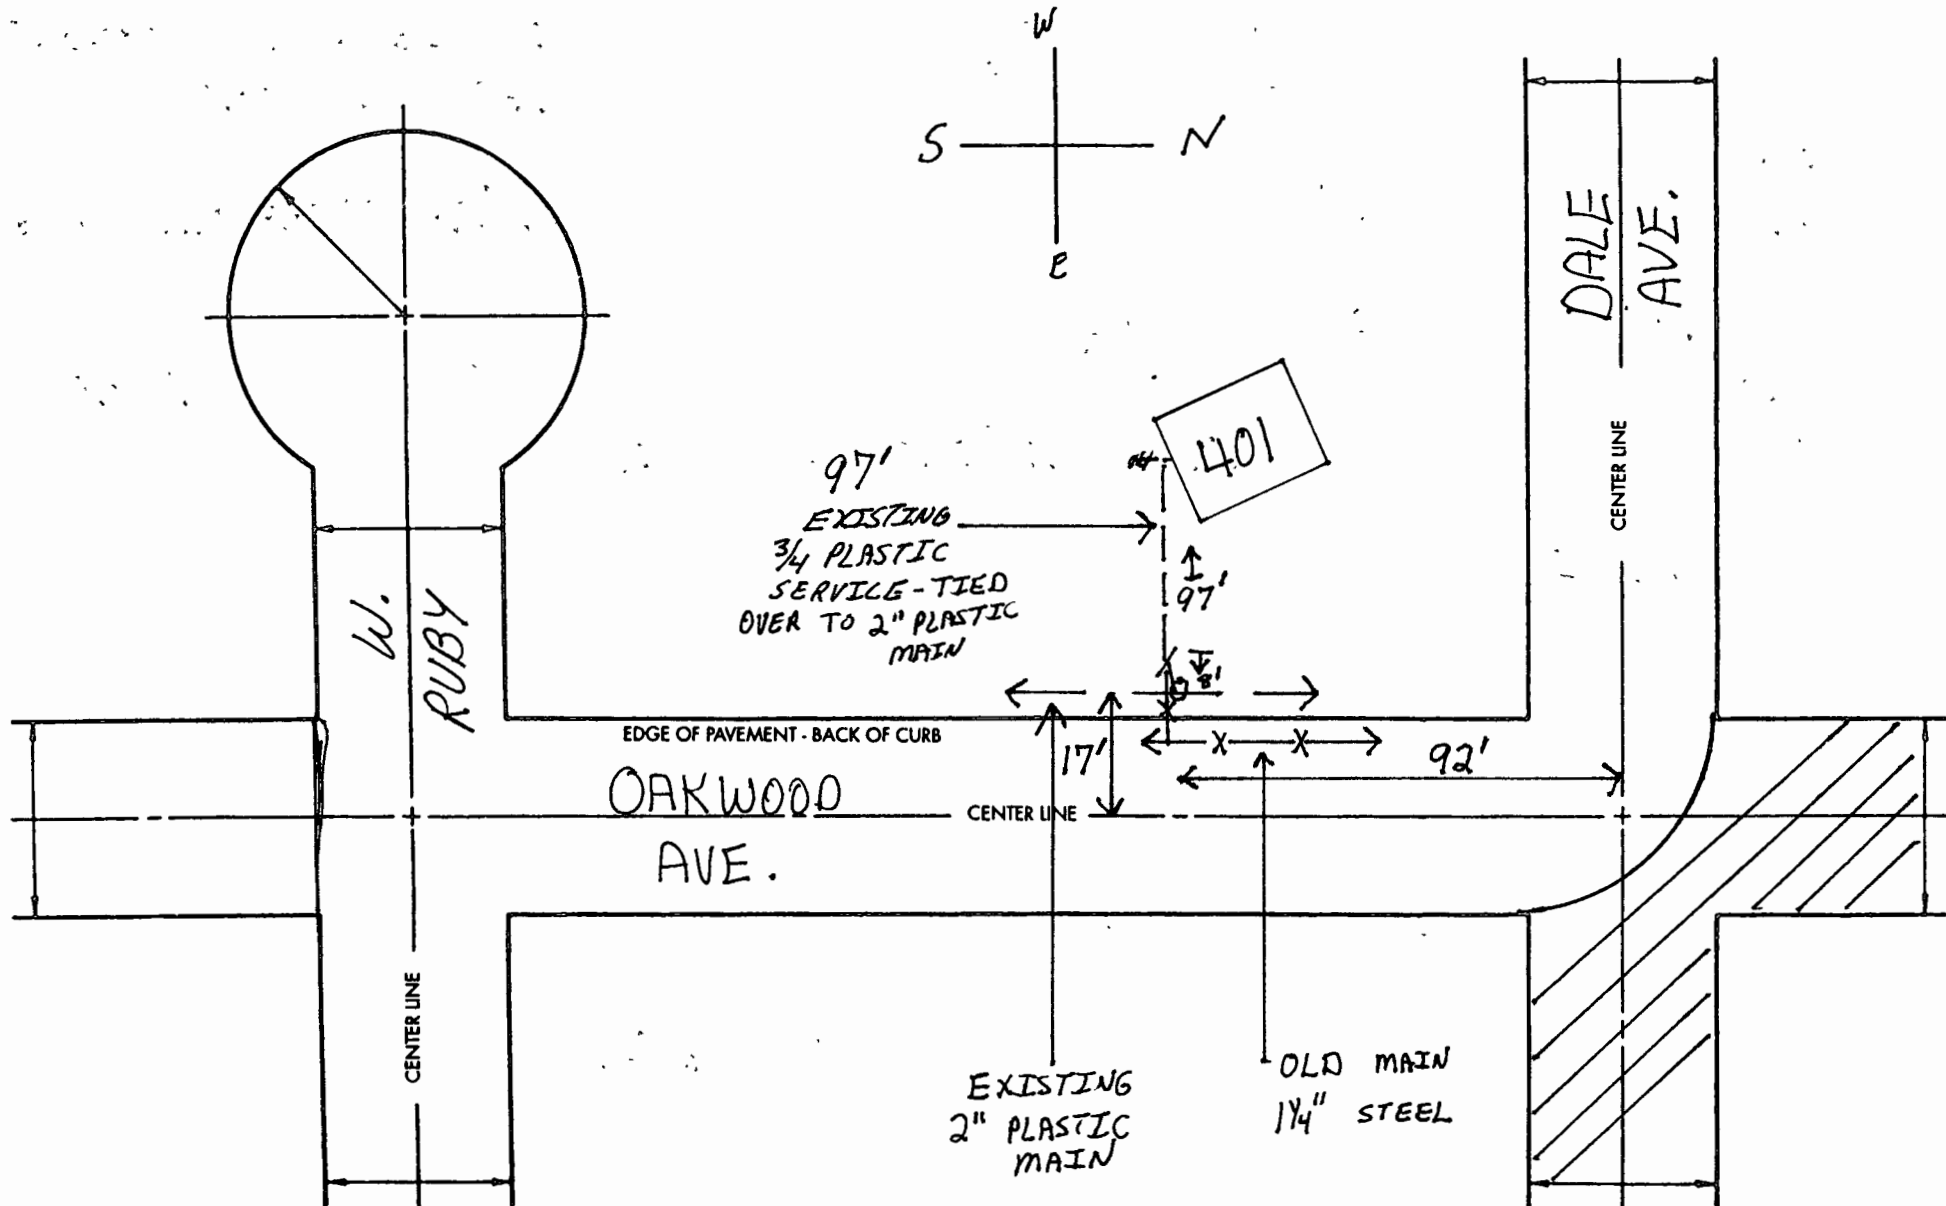 W
S
N
E
DALE
AVE.
CENTER LINE
401
97'
EXISTING
3/4 PLASTIC
SERVICE-TIED
OVER TO 2" PLASTIC
MAIN
97'
8'
W.
RUBY
EDGE OF PAVEMENT - BACK OF CURB
17'
92'
OAKWOOD
CENTER LINE
AVE.
CENTER LINE
EXISTING
2" PLASTIC
MAIN
OLD MAIN
1¼" STEEL